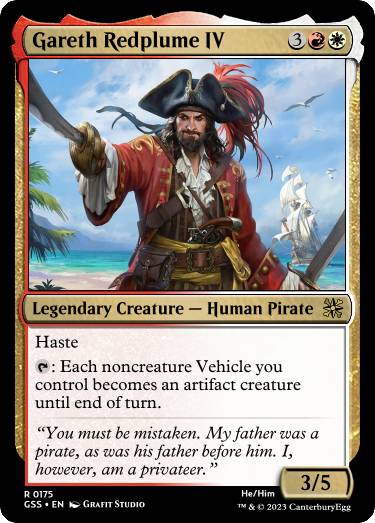 Gareth Redplume IV 3
Legendary Creature — Human Pirate
Haste
: Each noncreature Vehicle you
control becomes an artifact creature
until end of turn.
“You must be mistaken. My father was a
pirate, as was his father before him. I,
however, am a privateer.”
3/5
R 0175
He/Him
GSS • EN Grafit Studio
™ & © 2023 CanterburyEgg